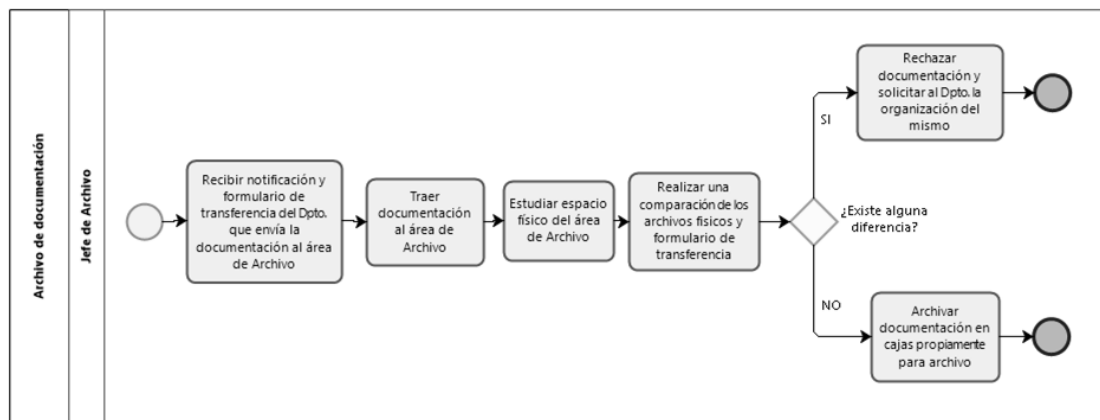 Archivo de documentación
Jefe de Archivo
Recibir notificación y
formulario de
transferencia del Dpto.
que envía la
documentación al área
de Archivo
Traer
documentación
al área de
Archivo
Estudiar espacio
físico del área
de Archivo
Realizar una
comparación de los
archivos fisicos y
formulario de
transferencia
¿Existe alguna
diferencia?
SI
Rechazar
documentación y
solicitar al Dpto. la
organización del
mismo
NO
Archivar
documentación en
cajas propiamente
para archivo